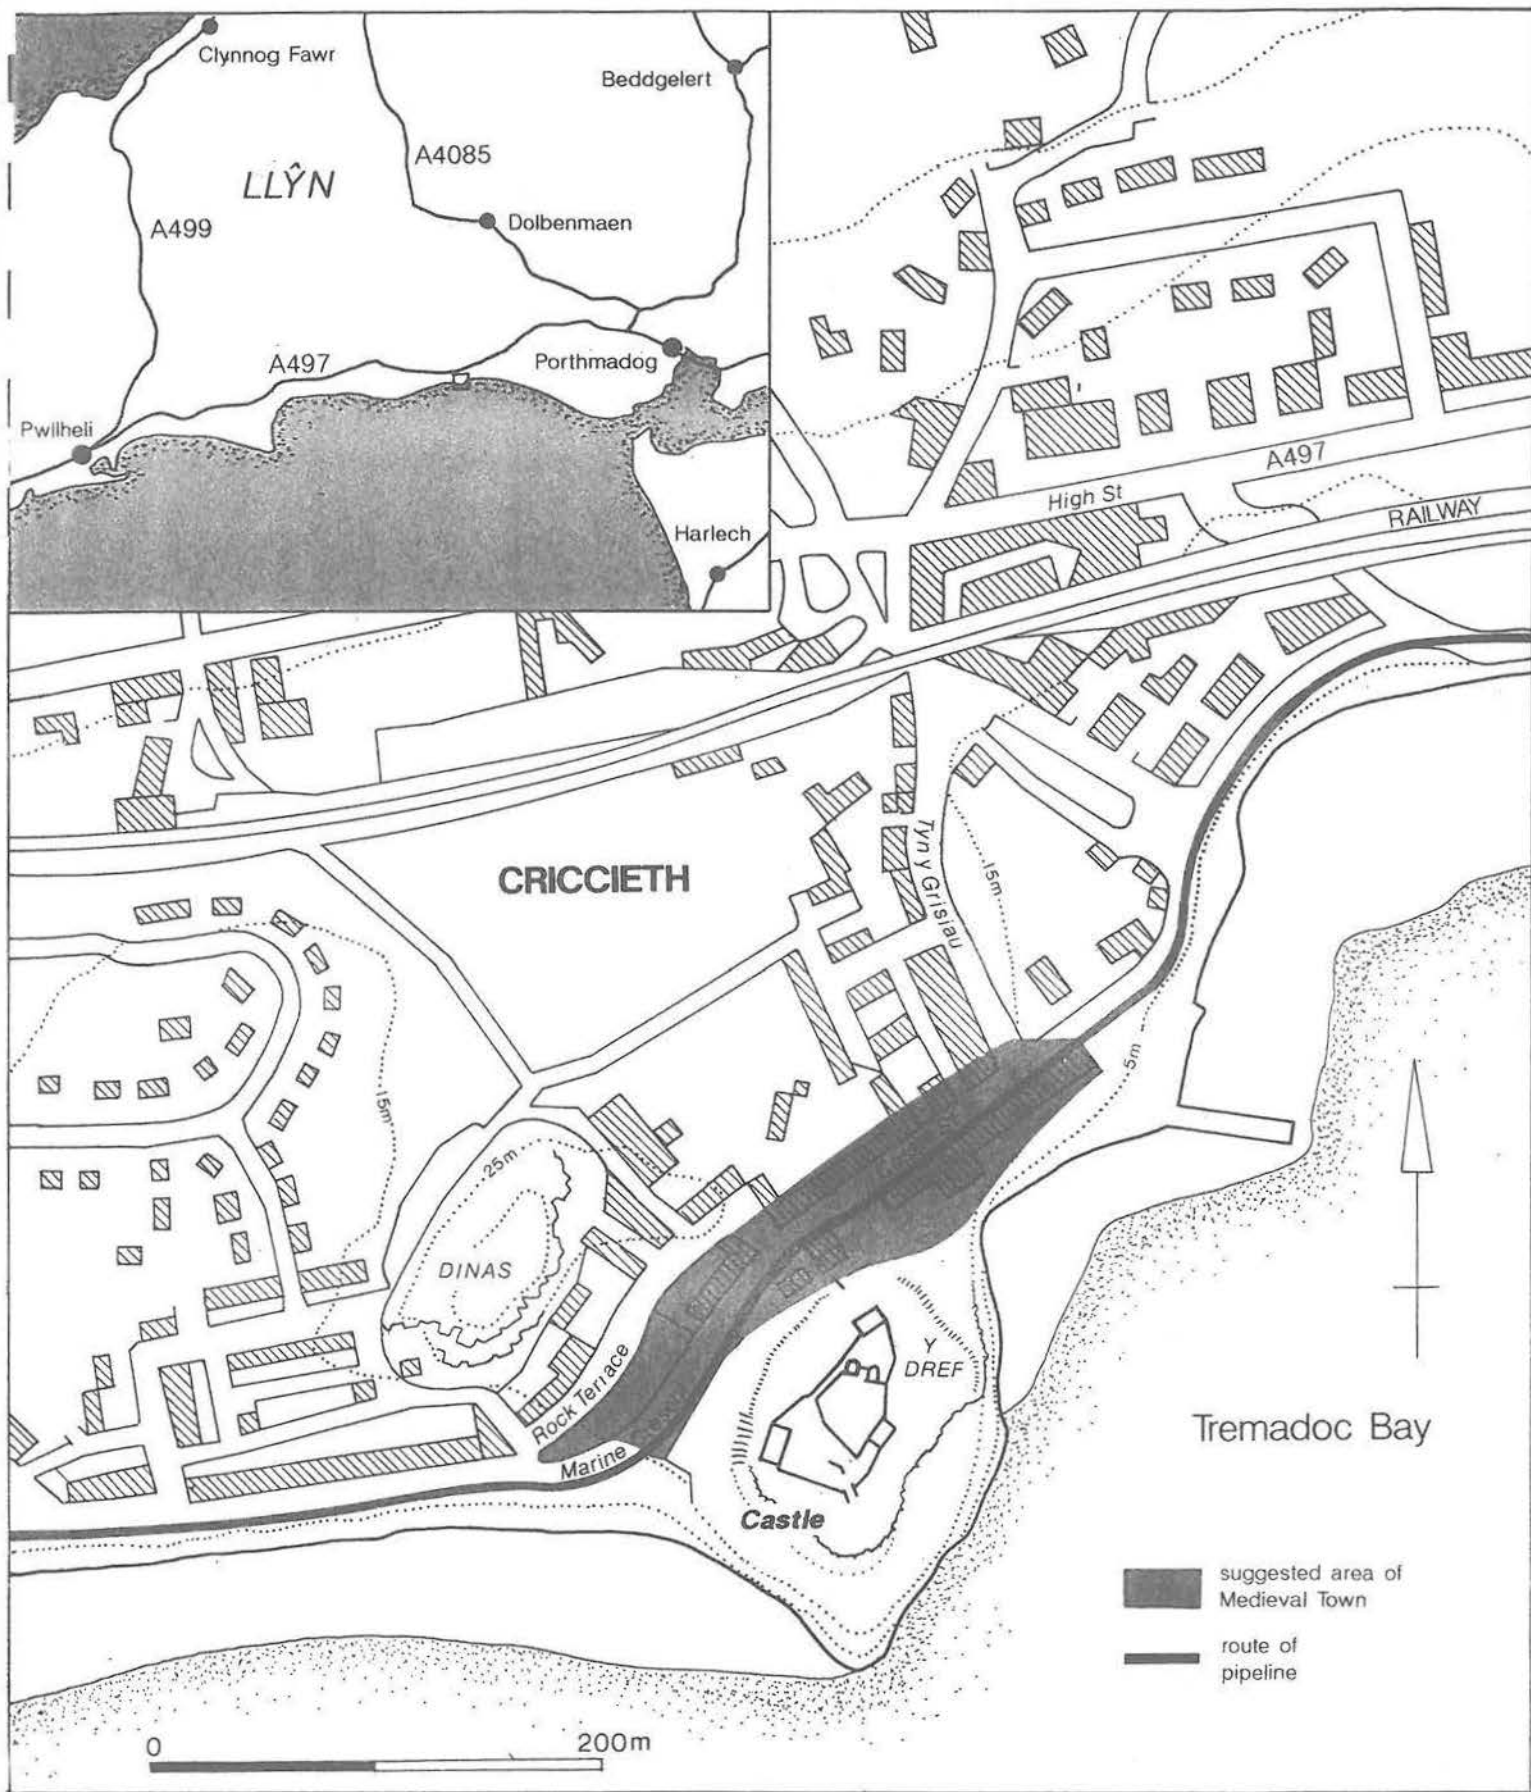 Clynnog Fawr
Beddgelert
A4085
LLŶN
Dolbenmaen
A499
A497
Porthmadog
Pwllheli
Harlech
A497
High St
RAILWAY
CRICCIETH
Tyn y Grisiau
15m
15m
5m
25m
DINAS
Castle St
Y
DREF
Rock Terrace
Marine
Castle
Tremadoc Bay
suggested area of
Medieval Town
route of
pipeline
0
200m